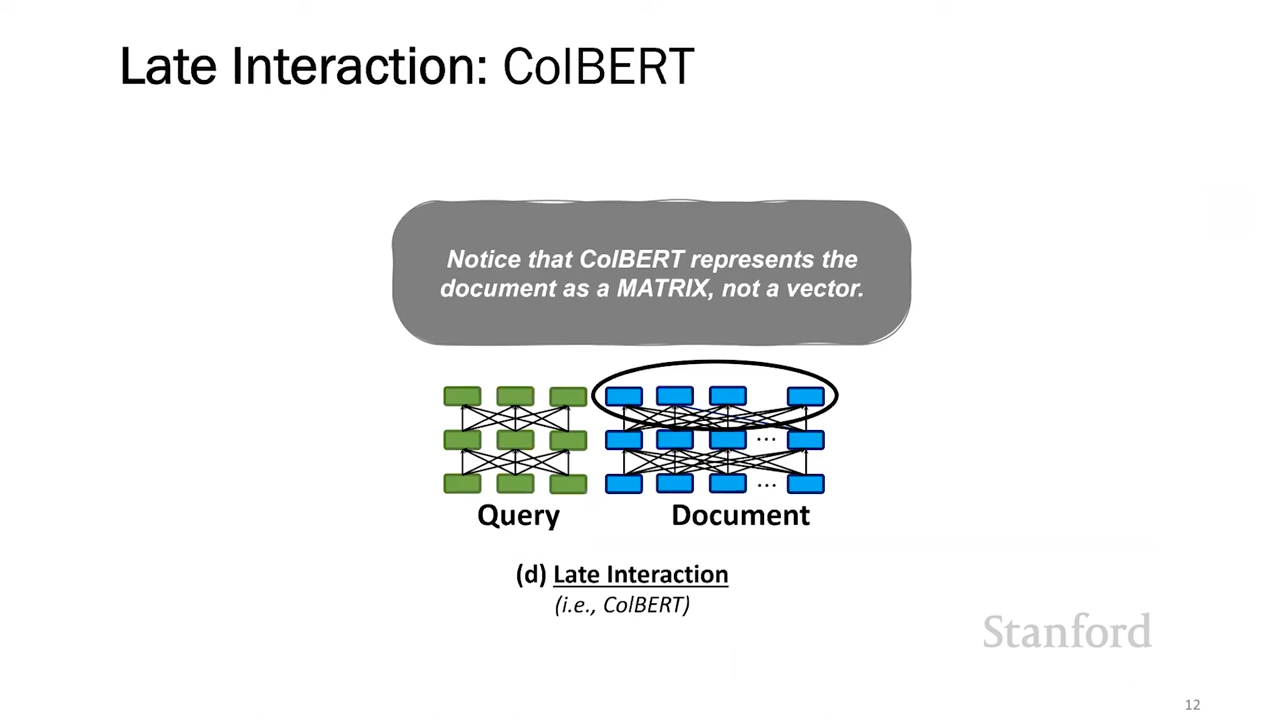 Late Interaction: ColBERT
Notice that ColBERT represents the
document as a MATRIX, not a vector.
...
...
Query Document
(d) Late Interaction
(i.e., ColBERT)
Stanford
12